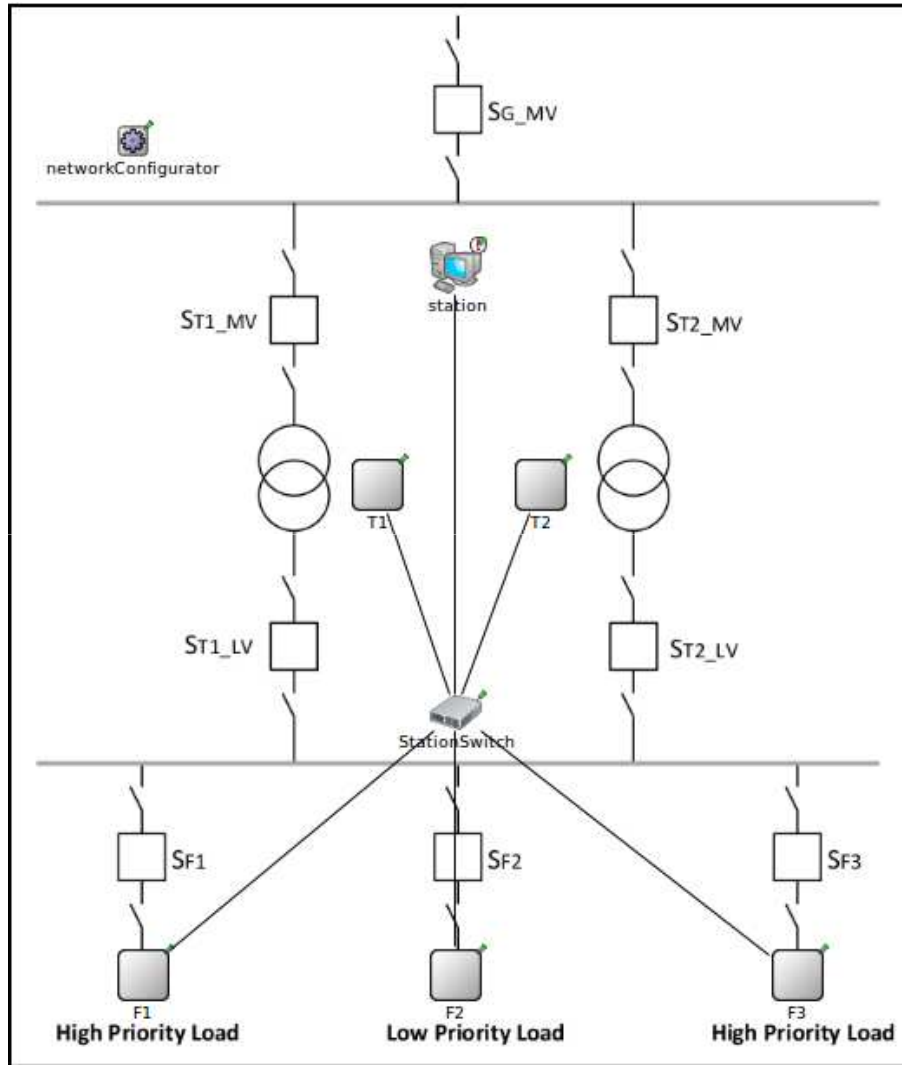 SG_MV
networkConfigurator
station
ST1_MV
ST2_MV
T1
T2
ST1_LV
ST2_LV
StationSwitch
SF1
SF2
SF3
F1
F2
F3
High Priority Load
Low Priority Load
High Priority Load